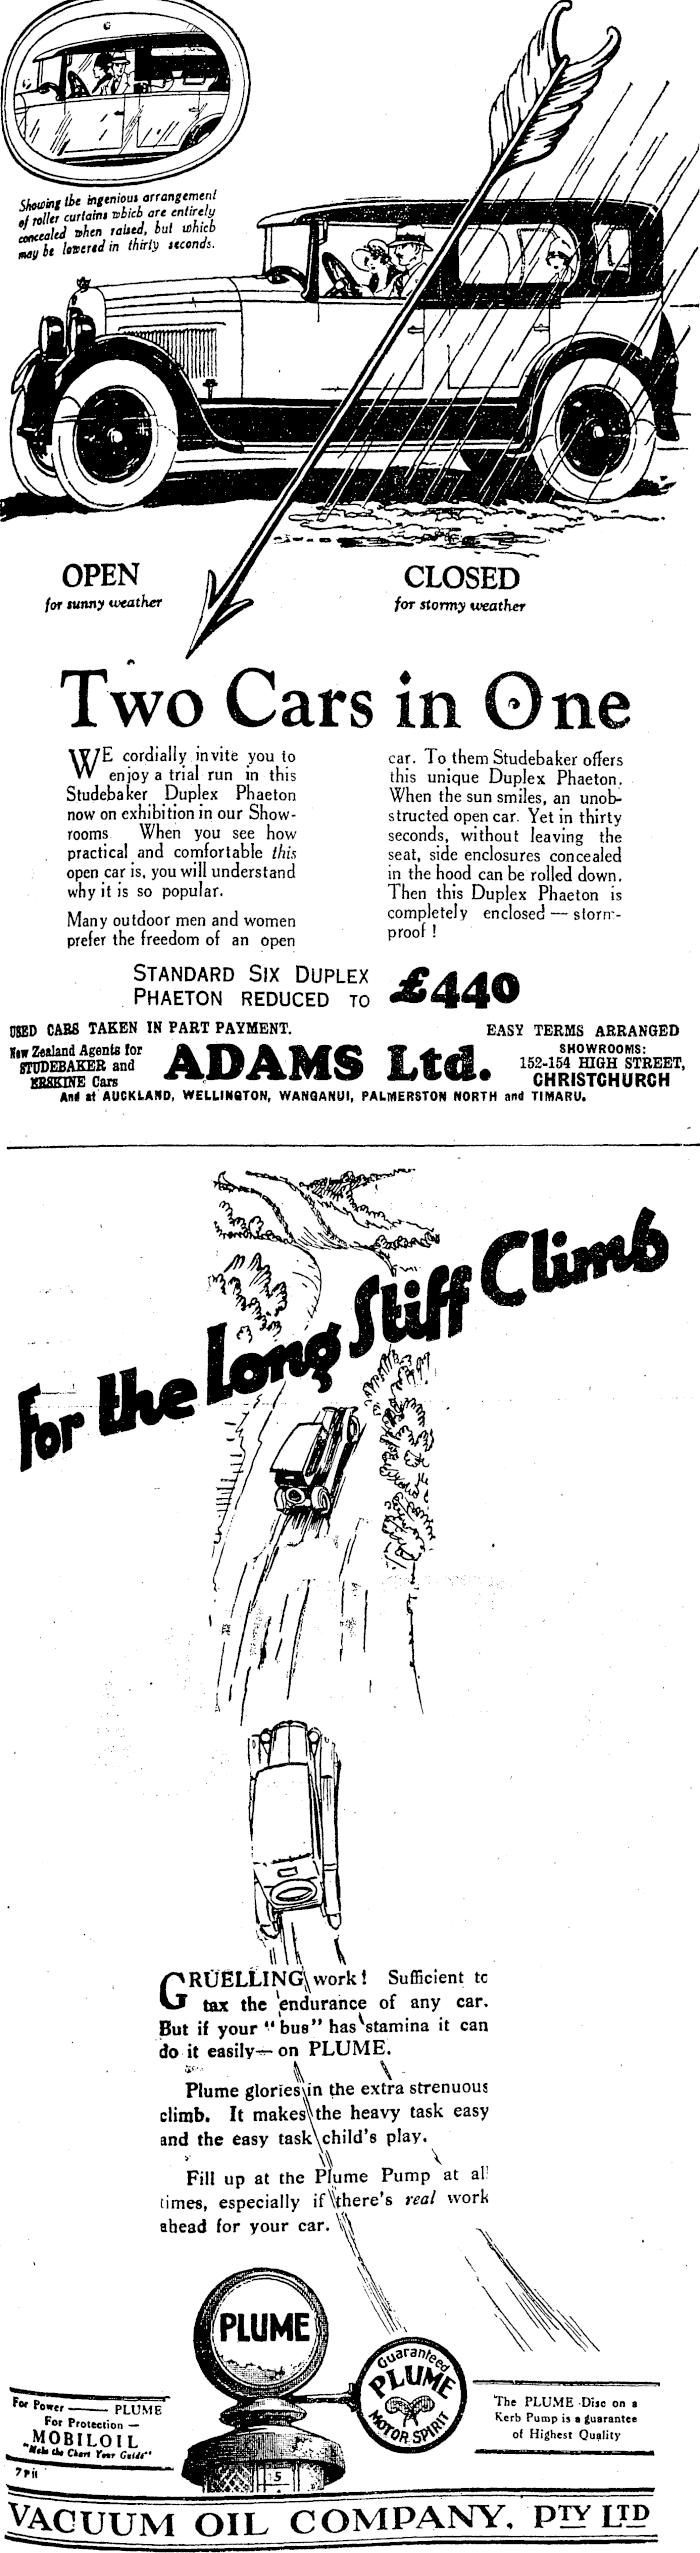 Showing the ingenious arrangement
of roller curtains which are entirely
concealed when raised, but which
may be lowered in thirty seconds.
OPEN
for sunny weather
CLOSED
for stormy weather
Two Cars in One
WE cordially invite you to
enjoy a trial run in this
Studebaker Duplex Phaeton
now on exhibition in our Show-
rooms When you see how
practical and comfortable this
open car is, you will understand
why it is so popular.
Many outdoor men and women
prefer the freedom of an open
car. To them Studebaker offers
this unique Duplex Phaeton.
When the sun smiles, an unob-
structed open car. Yet in thirty
seconds, without leaving the
seat, side enclosures concealed
in the hood can be rolled down.
Then this Duplex Phaeton is
completely enclosed — storm-
proof !
STANDARD SIX DUPLEX
PHAETON REDUCED TO
£440
USED CARS TAKEN IN PART PAYMENT.
EASY TERMS ARRANGED
New Zealand Agents for
STUDEBAKER and
ERSKINE Cars
ADAMS Ltd.
SHOWROOMS:
152-154 HIGH STREET,
CHRISTCHURCH
And at AUCKLAND, WELLINGTON, WANGANUI, PALMERSTON NORTH and TIMARU.
For the Long Stiff Climb
GRUELLING work! Sufficient to
tax the endurance of any car.
But if your "bus" has stamina it can
do it easily—on PLUME.
Plume glories in the extra strenuous
climb. It makes the heavy task easy
and the easy task child's play.
Fill up at the Plume Pump at all
times, especially if there's real work
ahead for your car.
PLUME
Guaranteed
PLUME
MOTOR SPIRIT
15
For Power —— PLUME
For Protection —
MOBILOIL
"Make the Chart Your Guide"
7 P ii
The PLUME Disc on a
Kerb Pump is a guarantee
of Highest Quality
VACUUM OIL COMPANY, PTY LTD